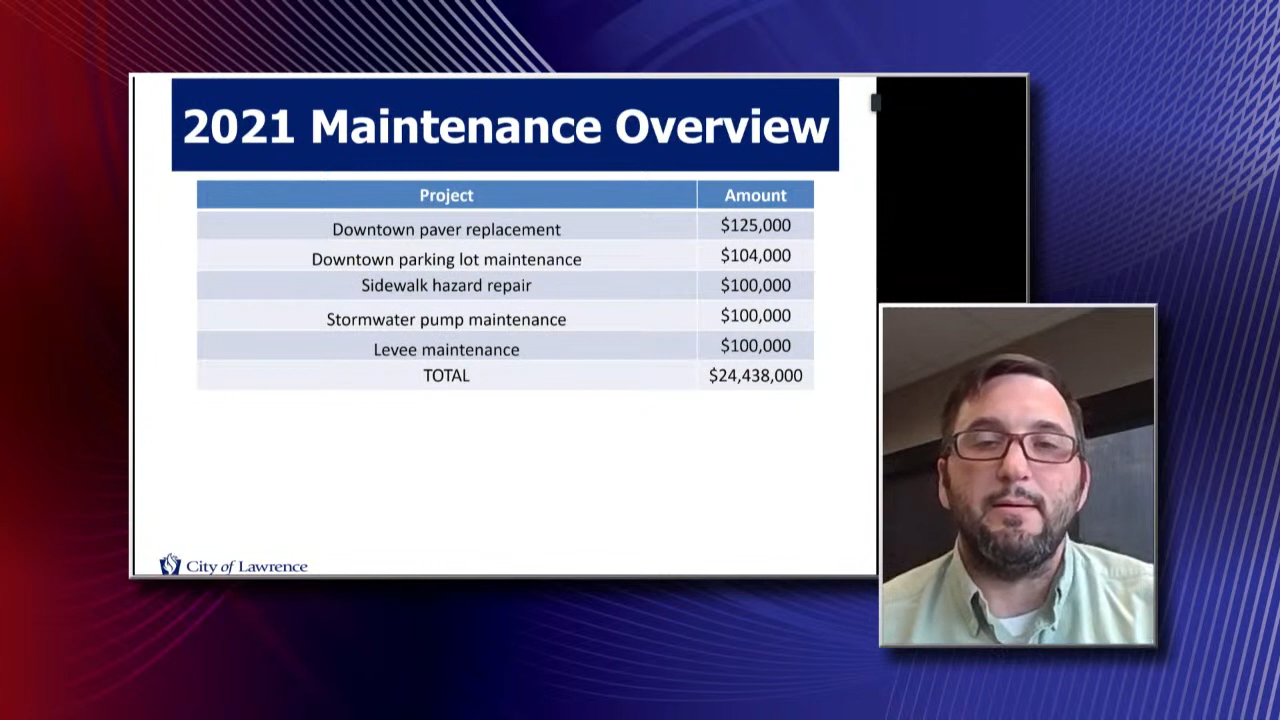 2021 Maintenance Overview
Project Amount
Downtown paver replacement $125,000
Downtown parking lot maintenance $104,000
Sidewalk hazard repair $100,000
Stormwater pump maintenance $100,000
Levee maintenance $100,000
TOTAL $24,438,000
City of Lawrence